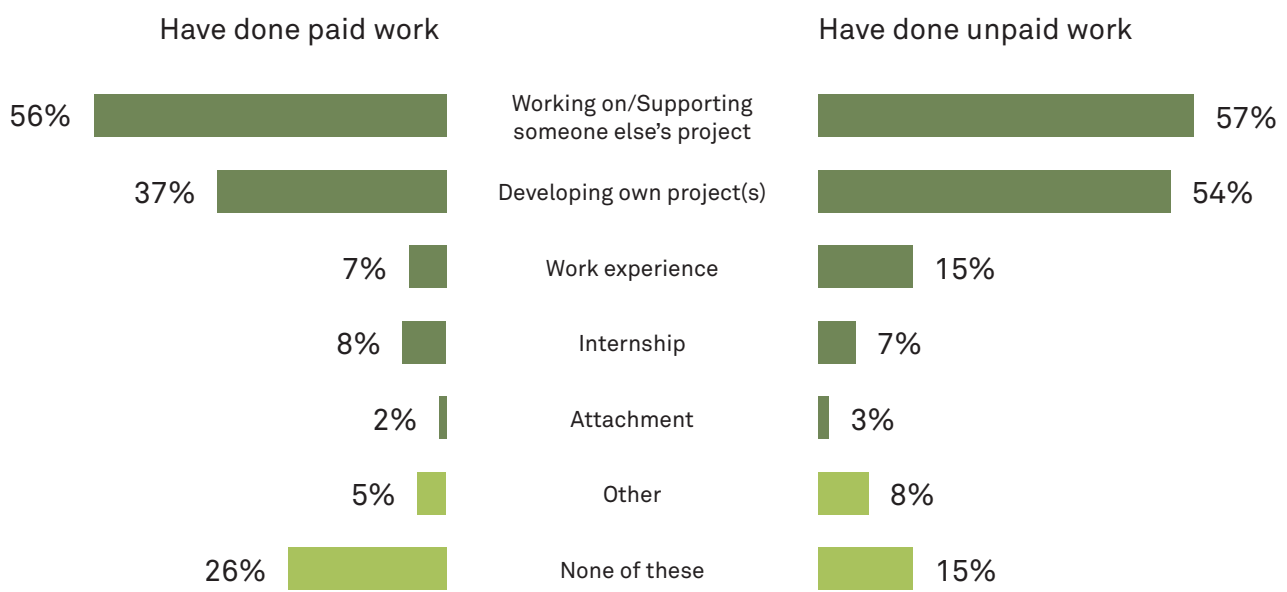 Have done paid work
Have done unpaid work
56%
Working on/Supporting
someone else’s project
57%
37%
Developing own project(s)
54%
7%
Work experience
15%
8%
Internship
7%
2%
Attachment
3%
5%
Other
8%
26%
None of these
15%